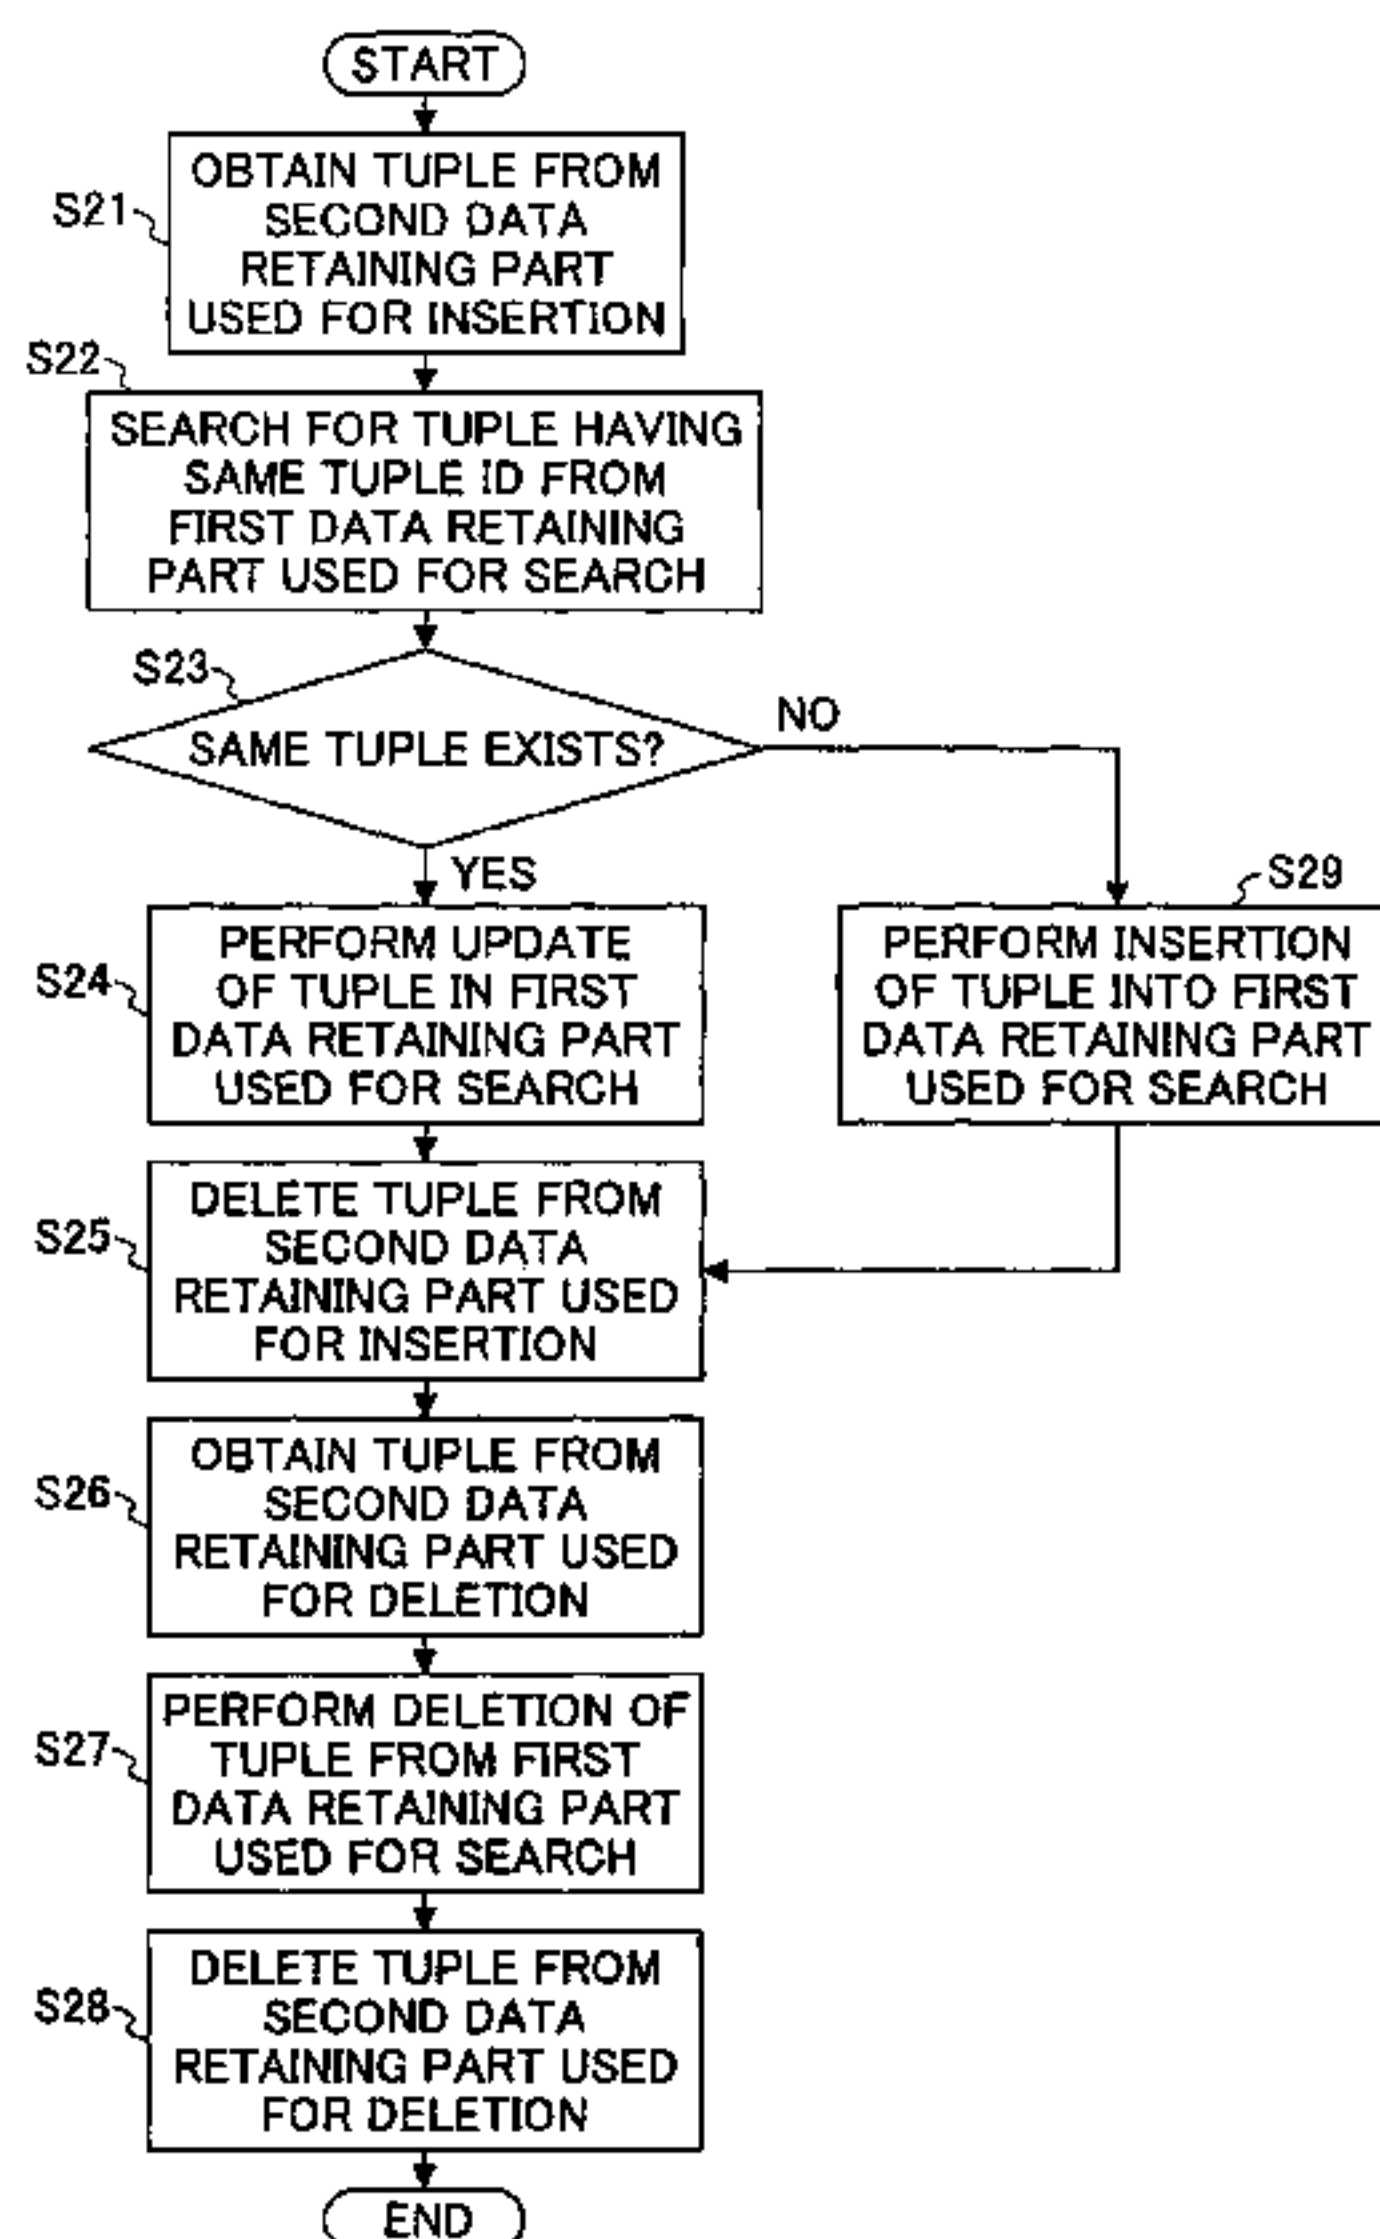 START
S21
OBTAIN TUPLE FROM
SECOND DATA
RETAINING PART
USED FOR INSERTION
S22
SEARCH FOR TUPLE HAVING
SAME TUPLE ID FROM
FIRST DATA RETAINING
PART USED FOR SEARCH
S23
SAME TUPLE EXISTS?
NO
YES
S24
PERFORM UPDATE
OF TUPLE IN FIRST
DATA RETAINING PART
USED FOR SEARCH
S29
PERFORM INSERTION
OF TUPLE INTO FIRST
DATA RETAINING PART
USED FOR SEARCH
S25
DELETE TUPLE FROM
SECOND DATA
RETAINING PART USED
FOR INSERTION
S26
OBTAIN TUPLE FROM
SECOND DATA
RETAINING PART USED
FOR DELETION
S27
PERFORM DELETION OF
TUPLE FROM FIRST
DATA RETAINING PART
USED FOR SEARCH
S28
DELETE TUPLE FROM
SECOND DATA
RETAINING PART USED
FOR DELETION
END